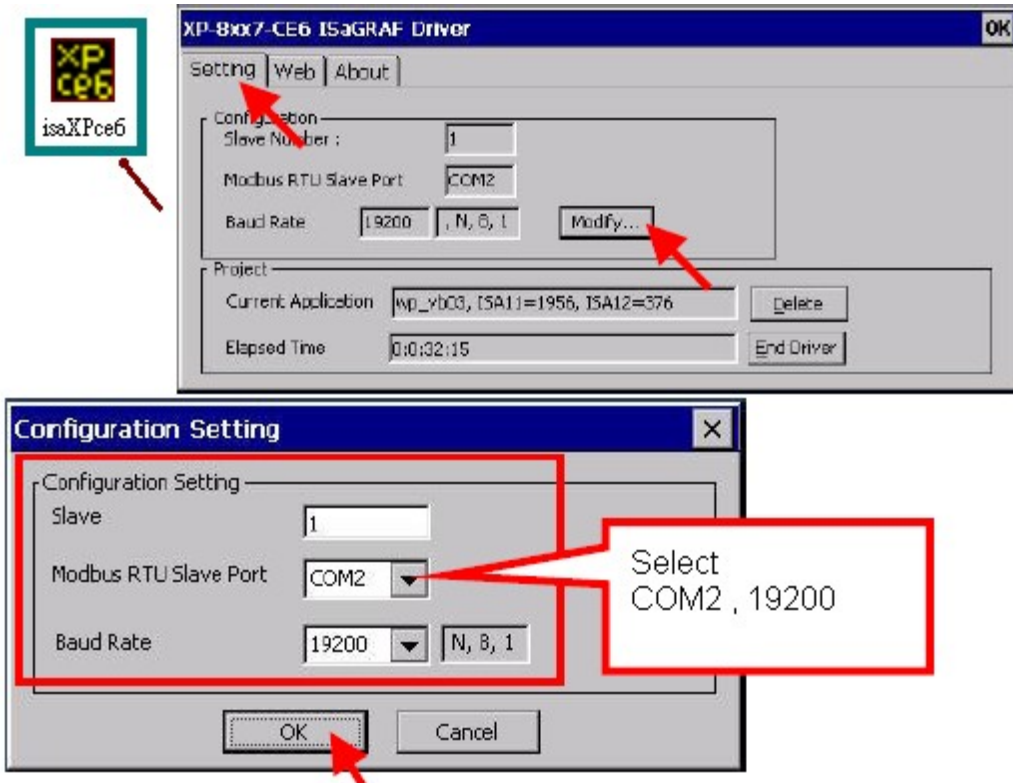 XP
ce6
isaXPce6
XP-8xx7-CE6 ISaGRAF Driver OK
Setting Web About
Configuration
Slave Number : 1
Modbus RTU Slave Port COM2
Baud Rate 19200 , N, 8, 1 Modify...
Project
Current Application wp_vb03, ISA11=1956, ISA12=376 Delete
Elapsed Time 0:0:32:15 End Driver
Configuration Setting
Configuration Setting
Slave 1
Modbus RTU Slave Port COM2
Baud Rate 19200 N, 8, 1
Select
COM2 , 19200
OK Cancel